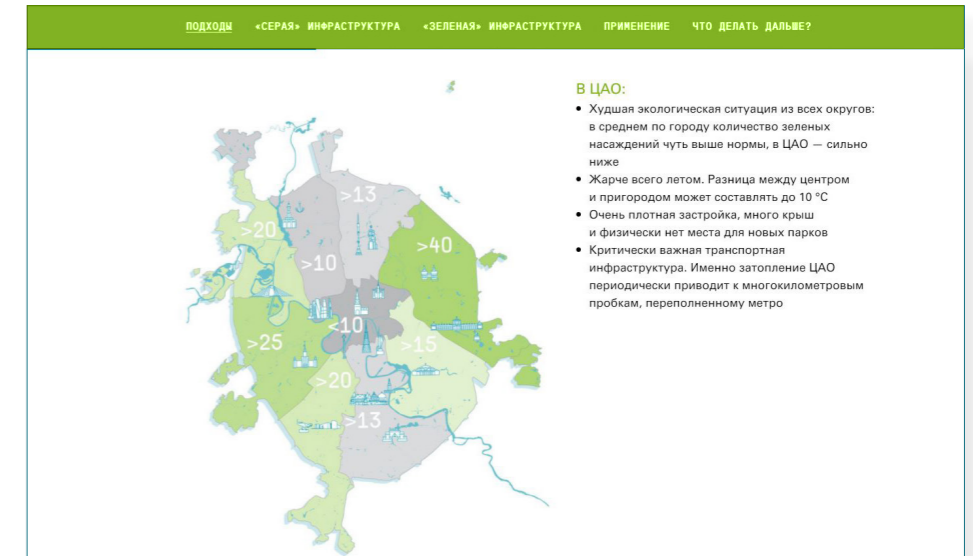 ПОДХОДЫ «СЕРАЯ» ИНФРАСТРУКТУРА «ЗЕЛЕНАЯ» ИНФРАСТРУКТУРА ПРИМЕНЕНИЕ ЧТО ДЕЛАТЬ ДАЛЬШЕ?
В ЦАО:
• Худшая экологическая ситуация из всех округов:
в среднем по городу количество зеленых
насаждений чуть выше нормы, в ЦАО — сильно
ниже
• Жарче всего летом. Разница между центром
и пригородом может составлять до 10 °С
• Очень плотная застройка, много крыш
и физически нет места для новых парков
• Критически важная транспортная
инфраструктура. Именно затопление ЦАО
периодически приводит к многокилометровым
пробкам, переполненному метро
>13
>20
>40
>10
<10
>25
>15
>20
>13